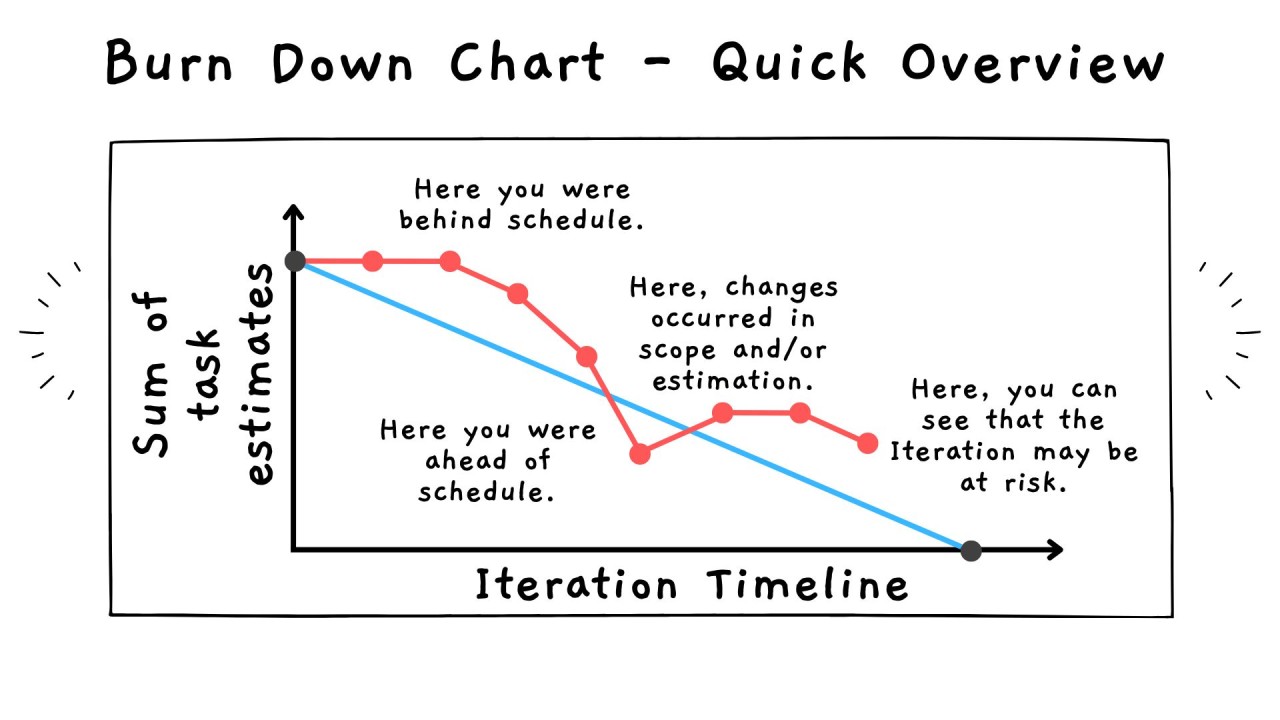 Burn Down Chart - Quick Overview
Here you were
behind schedule.
Here, changes
occurred in
scope and/or
estimation.
Here, you can
see that the
Iteration may be
at risk.
Here you were
ahead of
schedule.
Sum of
task
estimates
Iteration Timeline